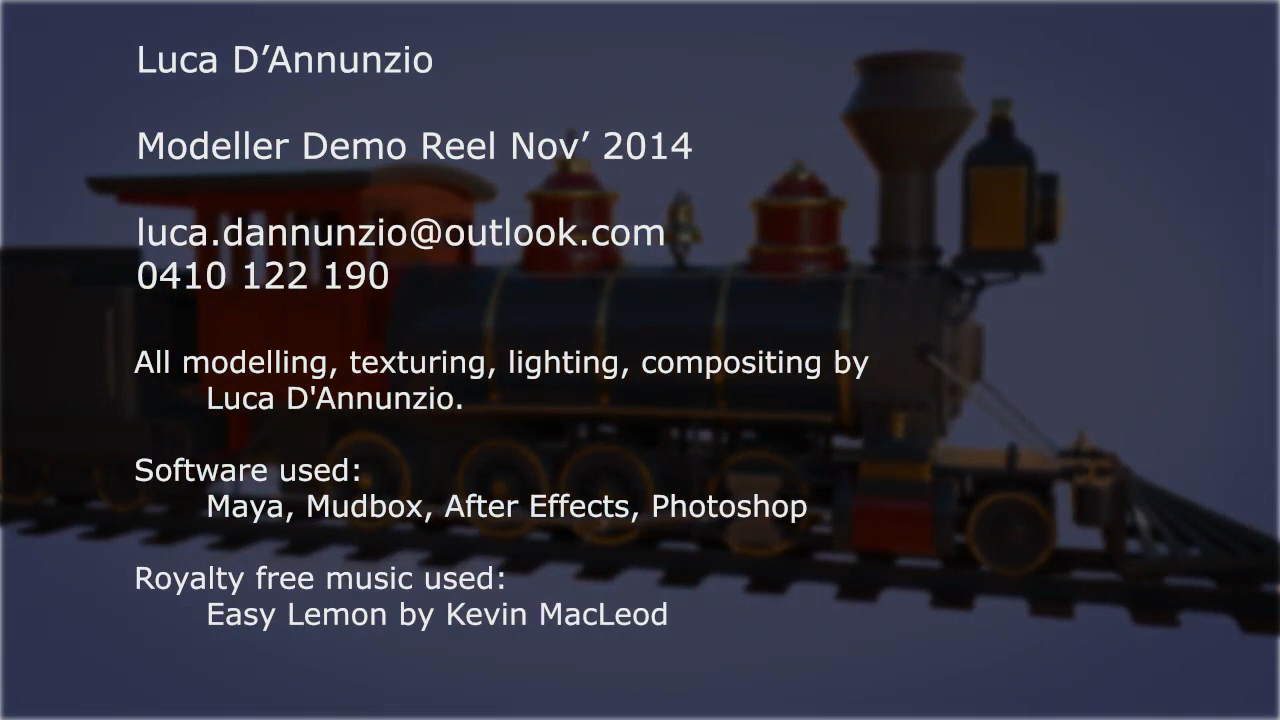 Luca D’Annunzio
Modeller Demo Reel Nov’ 2014
luca.dannunzio@outlook.com
0410 122 190
All modelling, texturing, lighting, compositing by
Luca D'Annunzio.
Software used:
Maya, Mudbox, After Effects, Photoshop
Royalty free music used:
Easy Lemon by Kevin MacLeod